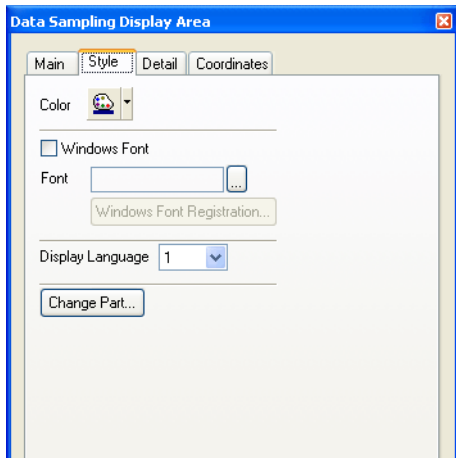 Data Sampling Display Area
Main Style Detail Coordinates
Color
Windows Font
Font ...
Windows Font Registration...
Display Language 1
Change Part...